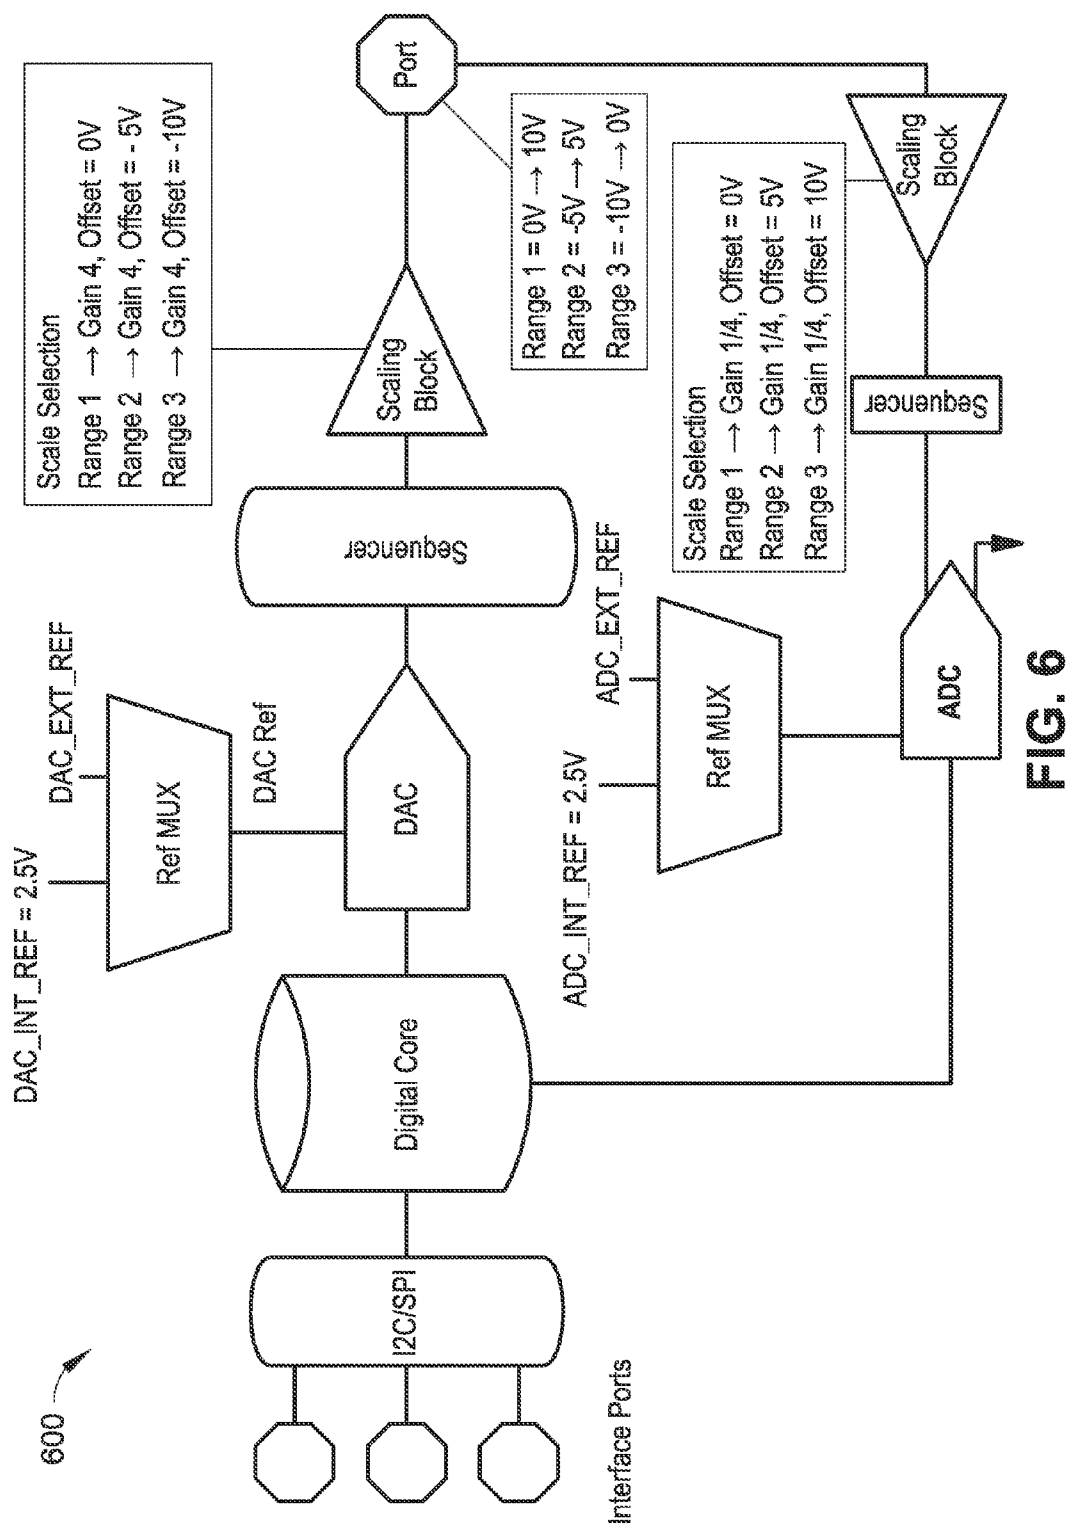 600
Interface Ports
I2C/SPI
Digital Core
DAC_INT_REF = 2.5V
DAC_EXT_REF
Ref MUX
DAC Ref
DAC
Sequencer
Scale Selection
Range 1 → Gain 4, Offset = 0V
Range 2 → Gain 4, Offset = - 5V
Range 3 → Gain 4, Offset = -10V
Scaling
Block
Port
Range 1 = 0V → 10V
Range 2 = -5V → 5V
Range 3 = -10V → 0V
ADC_INT_REF = 2.5V
ADC_EXT_REF
Ref MUX
ADC
Sequencer
Scale Selection
Range 1 → Gain 1/4, Offset = 0V
Range 2 → Gain 1/4, Offset = 5V
Range 3 → Gain 1/4, Offset = 10V
Scaling
Block
FIG. 6